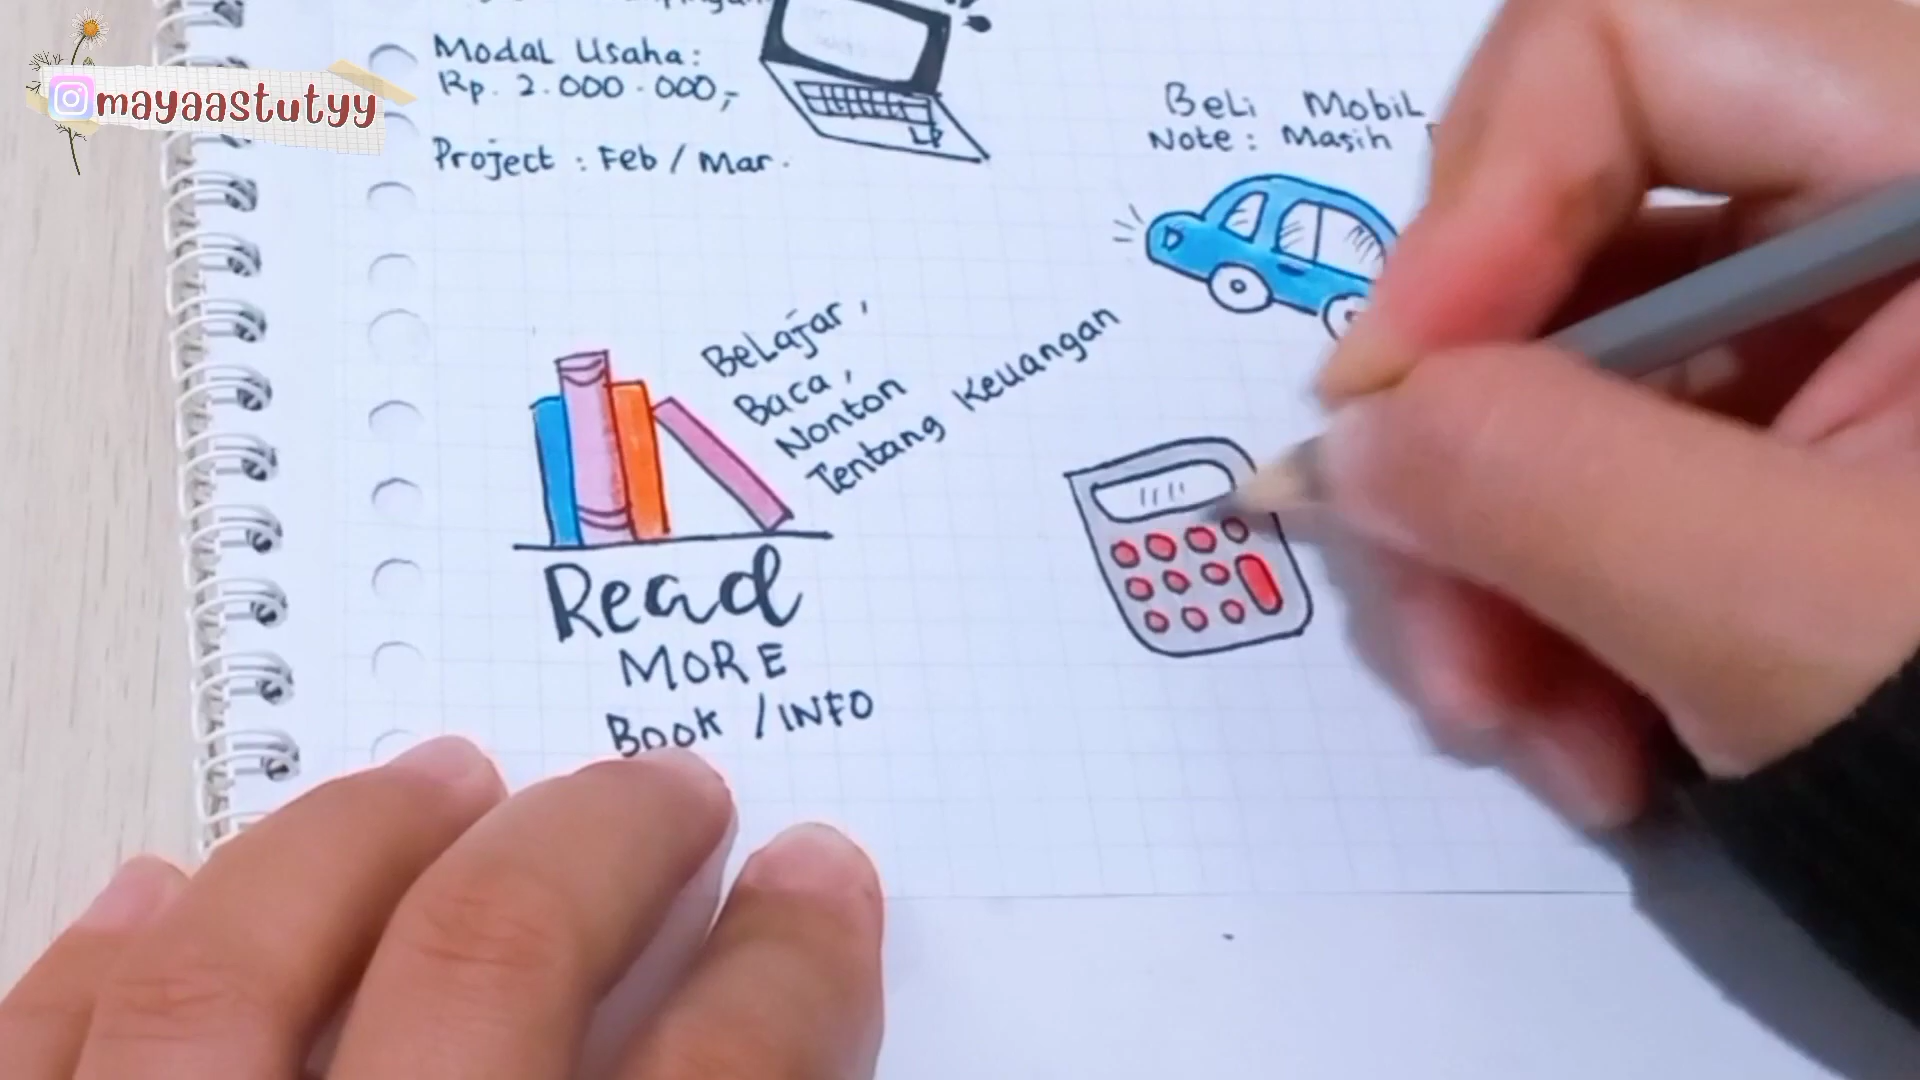 mayaastutyy
Modal Usaha:
Rp. 2.000.000,-
Project : Feb / Mar.
Beli Mobil
Note : Masih
Belajar,
Baca,
Nonton
Tentang Keuangan
Read
MORE
Book / INFO